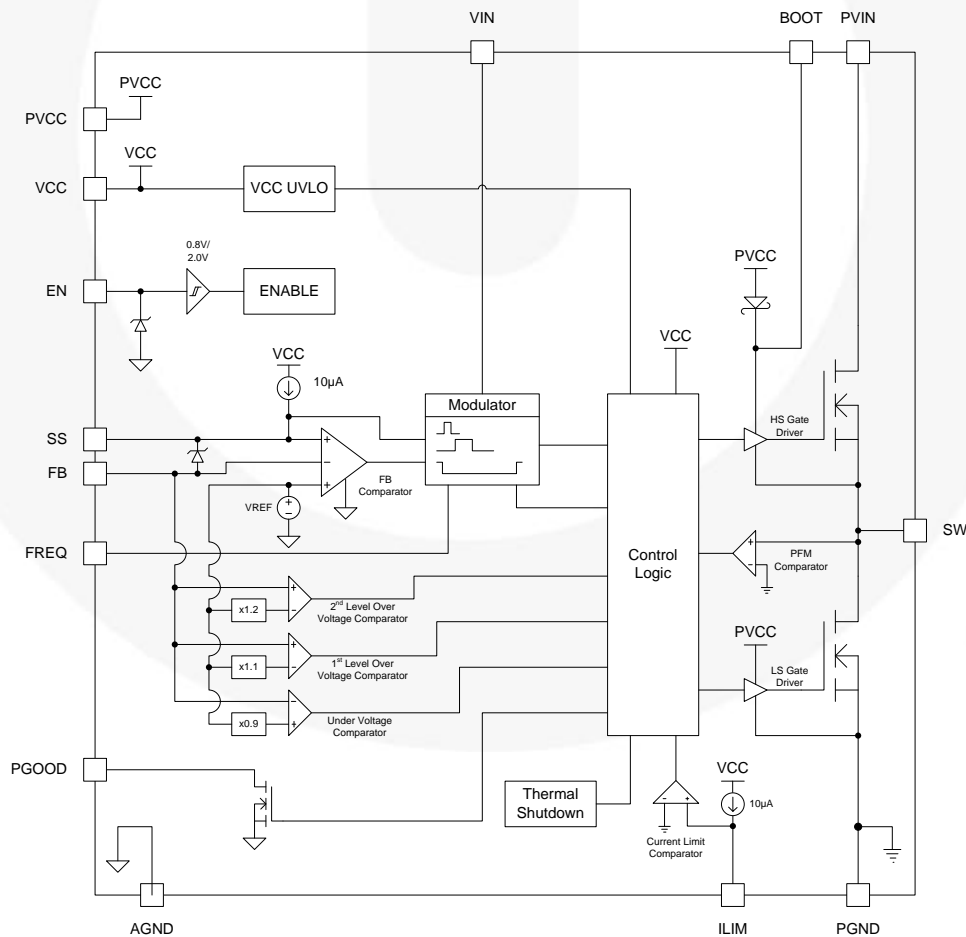 VIN
BOOT
PVIN
PVCC
PVCC
VCC
VCC
VCC UVLO
EN
0.8V/
2.0V
ENABLE
PVCC
VCC
10µA
VCC
Modulator
SS
FB
HS Gate
Driver
FB
Comparator
VREF
FREQ
SW
Control
Logic
PFM
Comparator
x1.2
2nd Level Over
Voltage Comparator
PVCC
x1.1
1st Level Over
Voltage Comparator
LS Gate
Driver
x0.9
Under Voltage
Comparator
PGOOD
Thermal
Shutdown
VCC
10µA
Current Limit
Comparator
AGND
ILIM
PGND
+
−
+
+
−
+
−
+
−
−
+
+
−
−
+